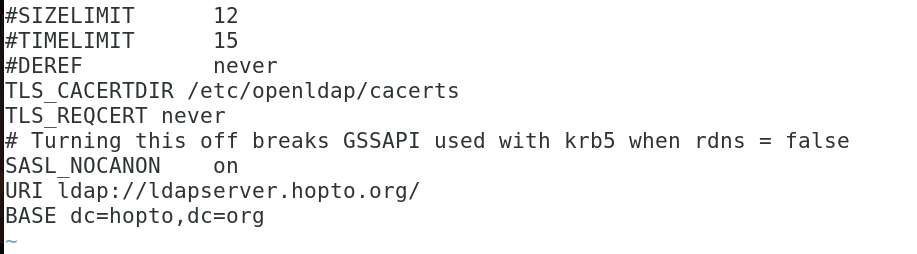 #SIZELIMIT      12
#TIMELIMIT      15
#DEREF          never
TLS_CACERTDIR /etc/openldap/cacerts
TLS_REQCERT never
# Turning this off breaks GSSAPI used with krb5 when rdns = false
SASL_NOCANON    on
URI ldap://ldapserver.hopto.org/
BASE dc=hopto,dc=org
~